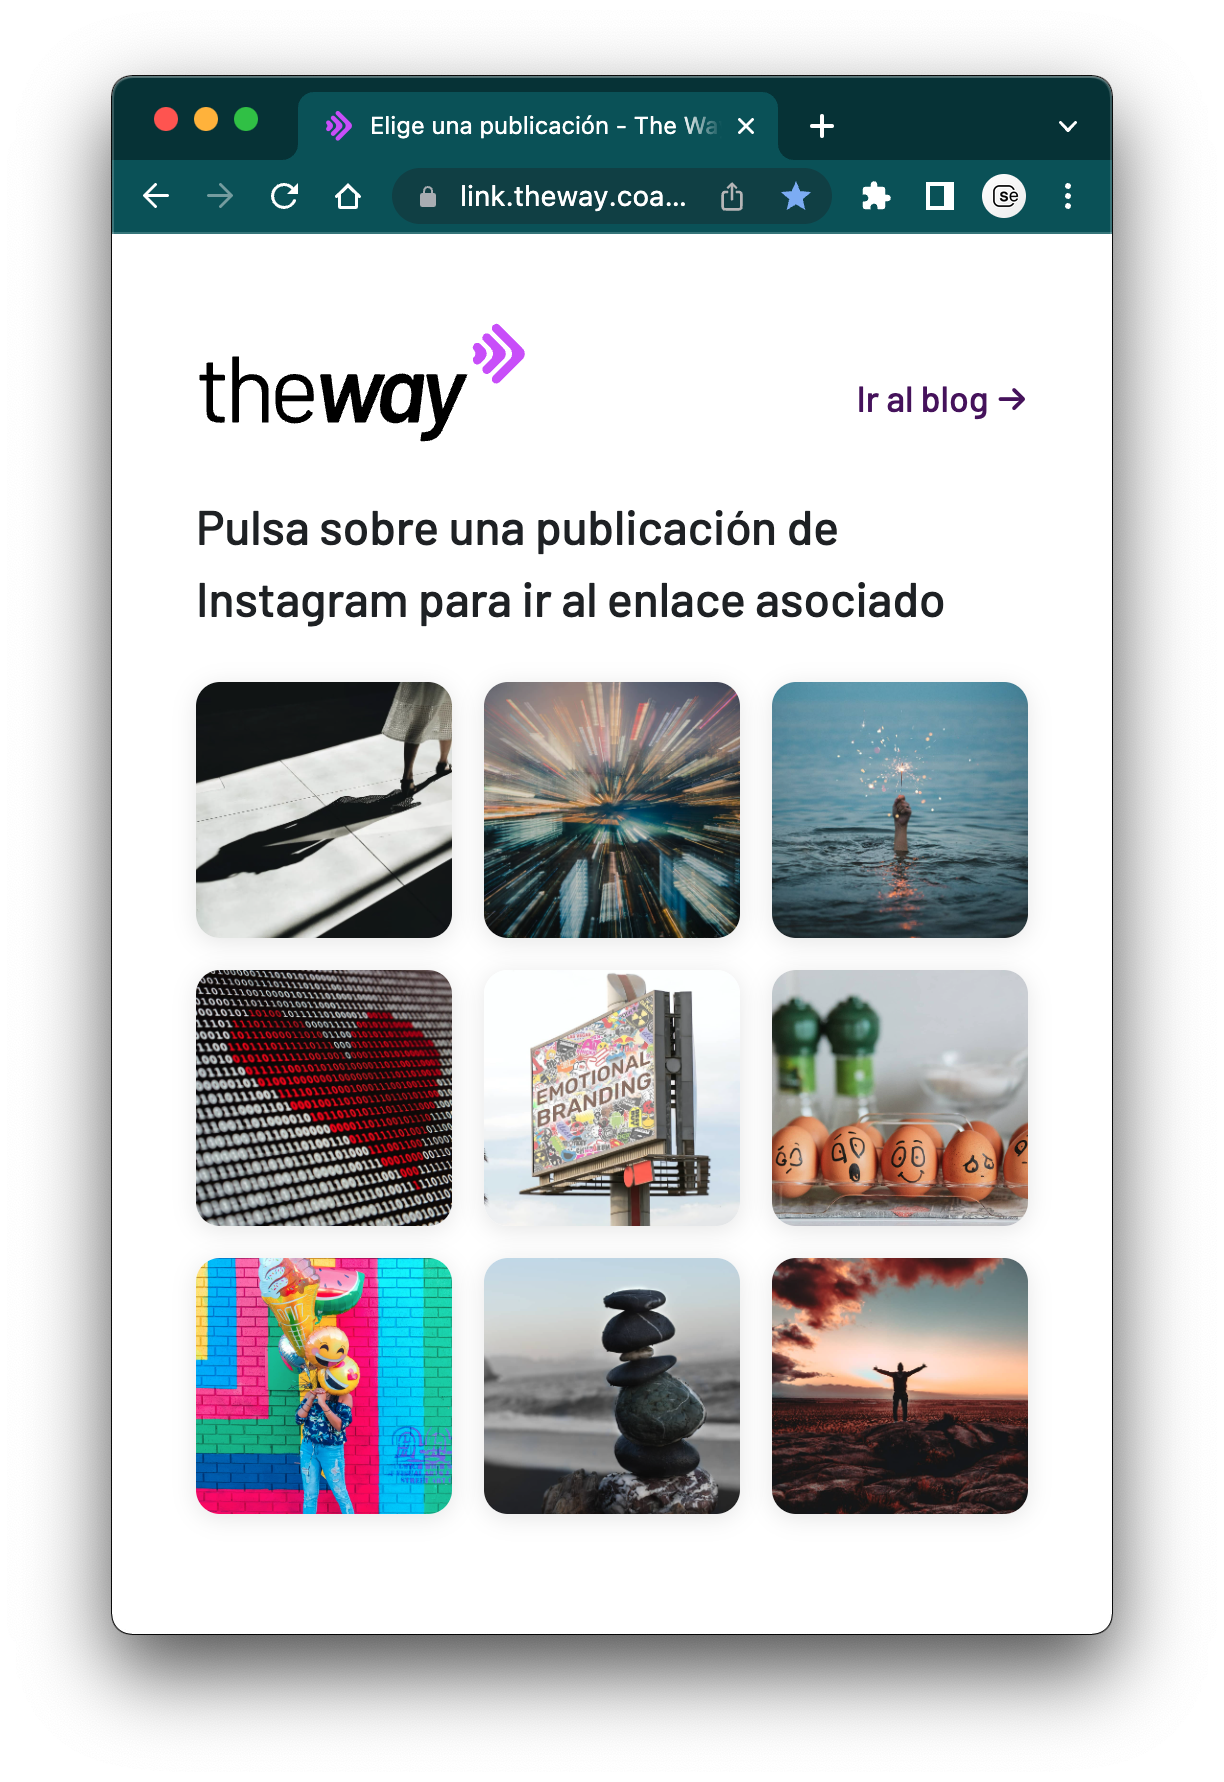 Elige una publicación - The Wa
link.theway.coa...
se
theway
Ir al blog →
Pulsa sobre una publicación de
Instagram para ir al enlace asociado
EMOTIONAL
BRANDING